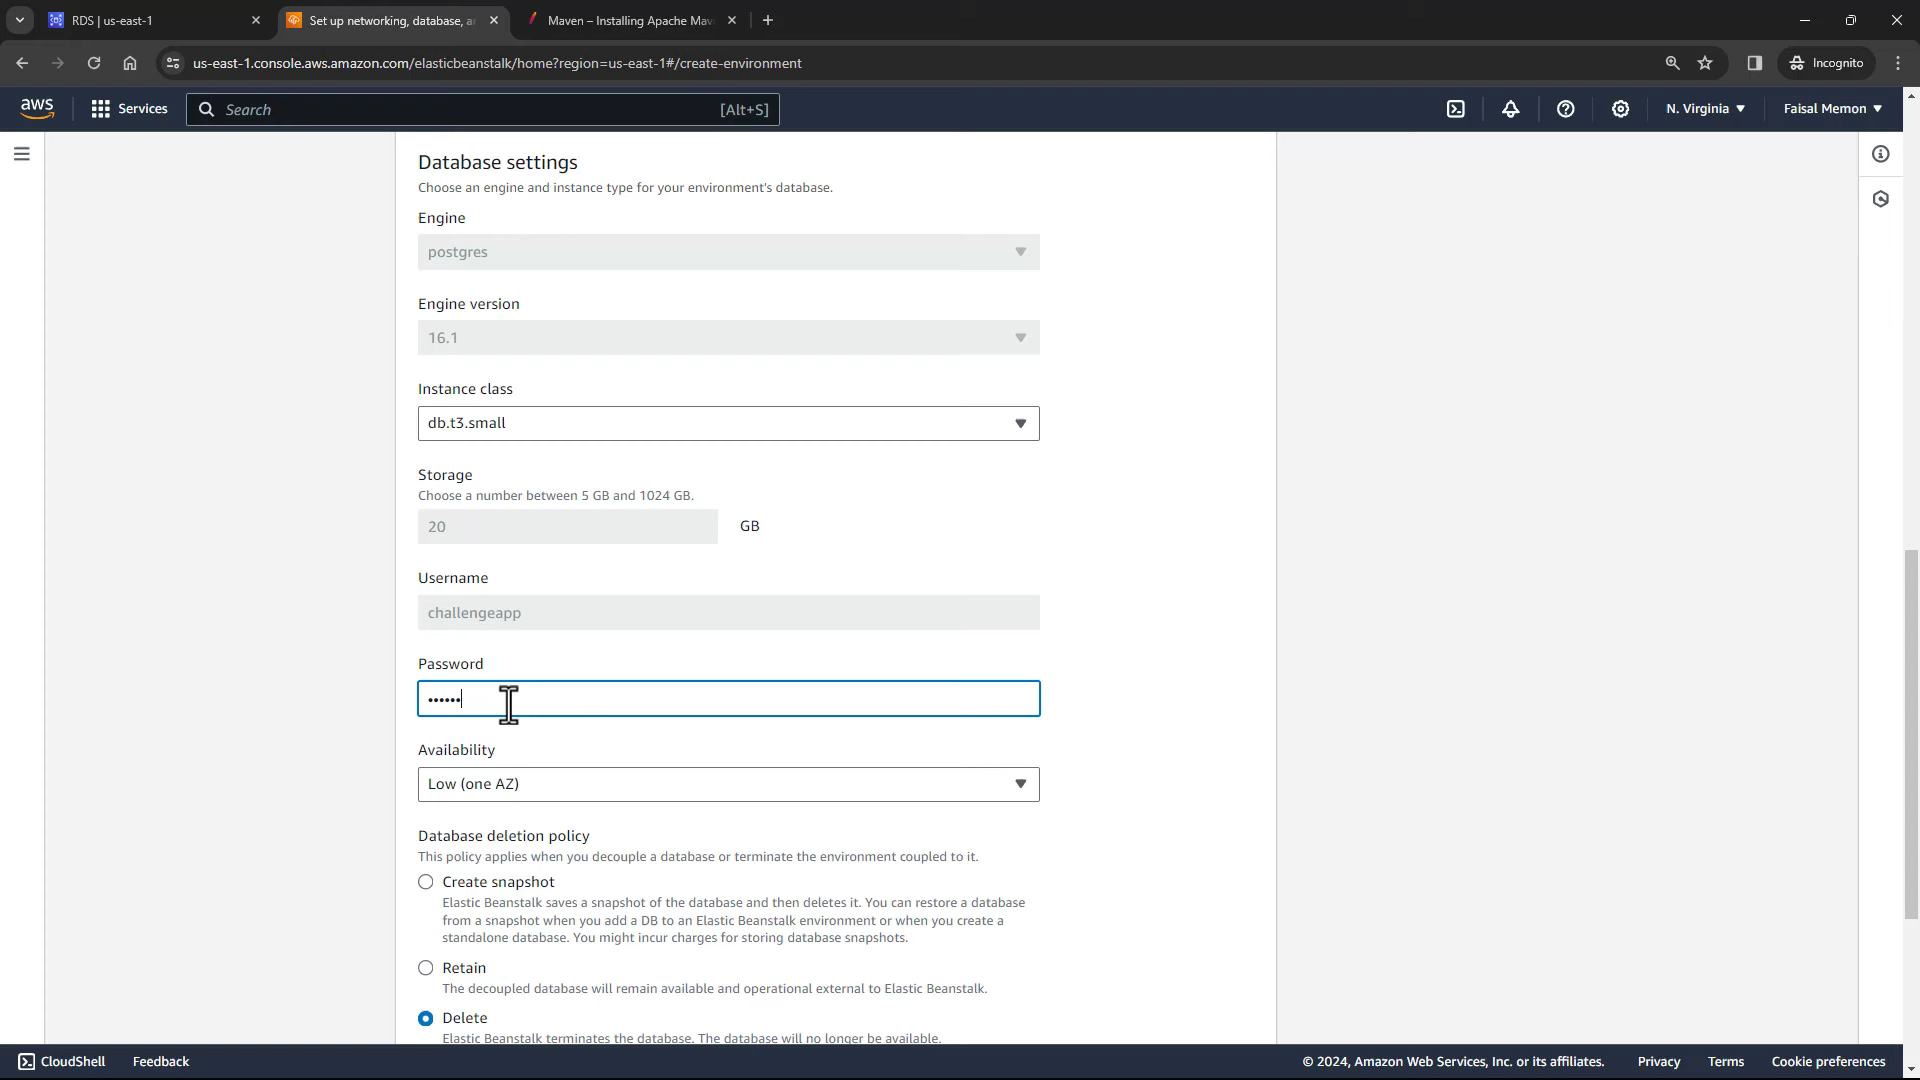 RDS | us-east-1
Set up networking, database, a
Maven – Installing Apache Mav
us-east-1.console.aws.amazon.com/elasticbeanstalk/home?region=us-east-1#/create-environment
Incognito
aws
Services
Search
[Alt+S]
N. Virginia
Faisal Memon
Database settings
Choose an engine and instance type for your environment's database.
Engine
postgres
Engine version
16.1
Instance class
db.t3.small
Storage
Choose a number between 5 GB and 1024 GB.
20
GB
Username
challengeapp
Password
••••••
Availability
Low (one AZ)
Database deletion policy
This policy applies when you decouple a database or terminate the environment coupled to it.
Create snapshot
Elastic Beanstalk saves a snapshot of the database and then deletes it. You can restore a database
from a snapshot when you add a DB to an Elastic Beanstalk environment or when you create a
standalone database. You might incur charges for storing database snapshots.
Retain
The decoupled database will remain available and operational external to Elastic Beanstalk.
Delete
Elastic Beanstalk terminates the database. The database will no longer be available.
CloudShell
Feedback
© 2024, Amazon Web Services, Inc. or its affiliates.
Privacy
Terms
Cookie preferences